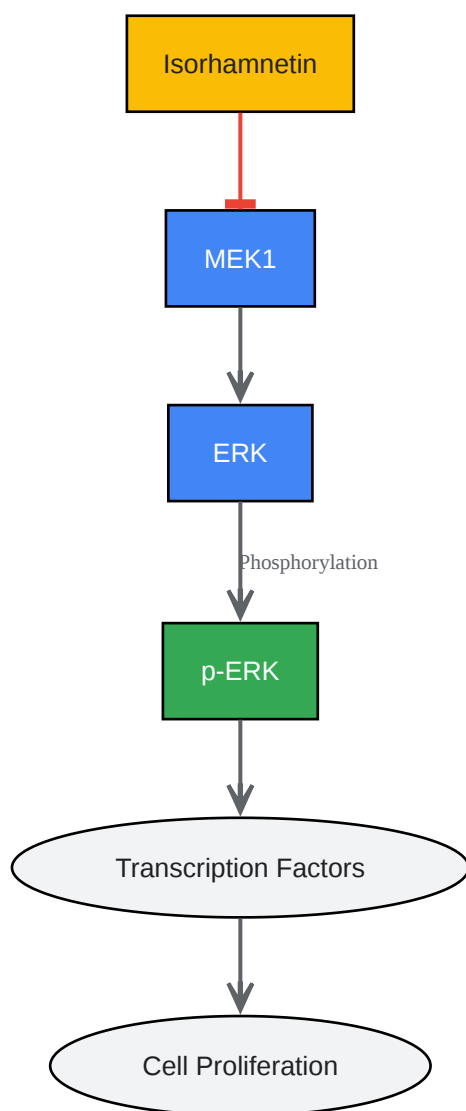 Isorhamnetin
MEK1
ERK
Phosphorylation
p-ERK
Transcription Factors
Cell Proliferation